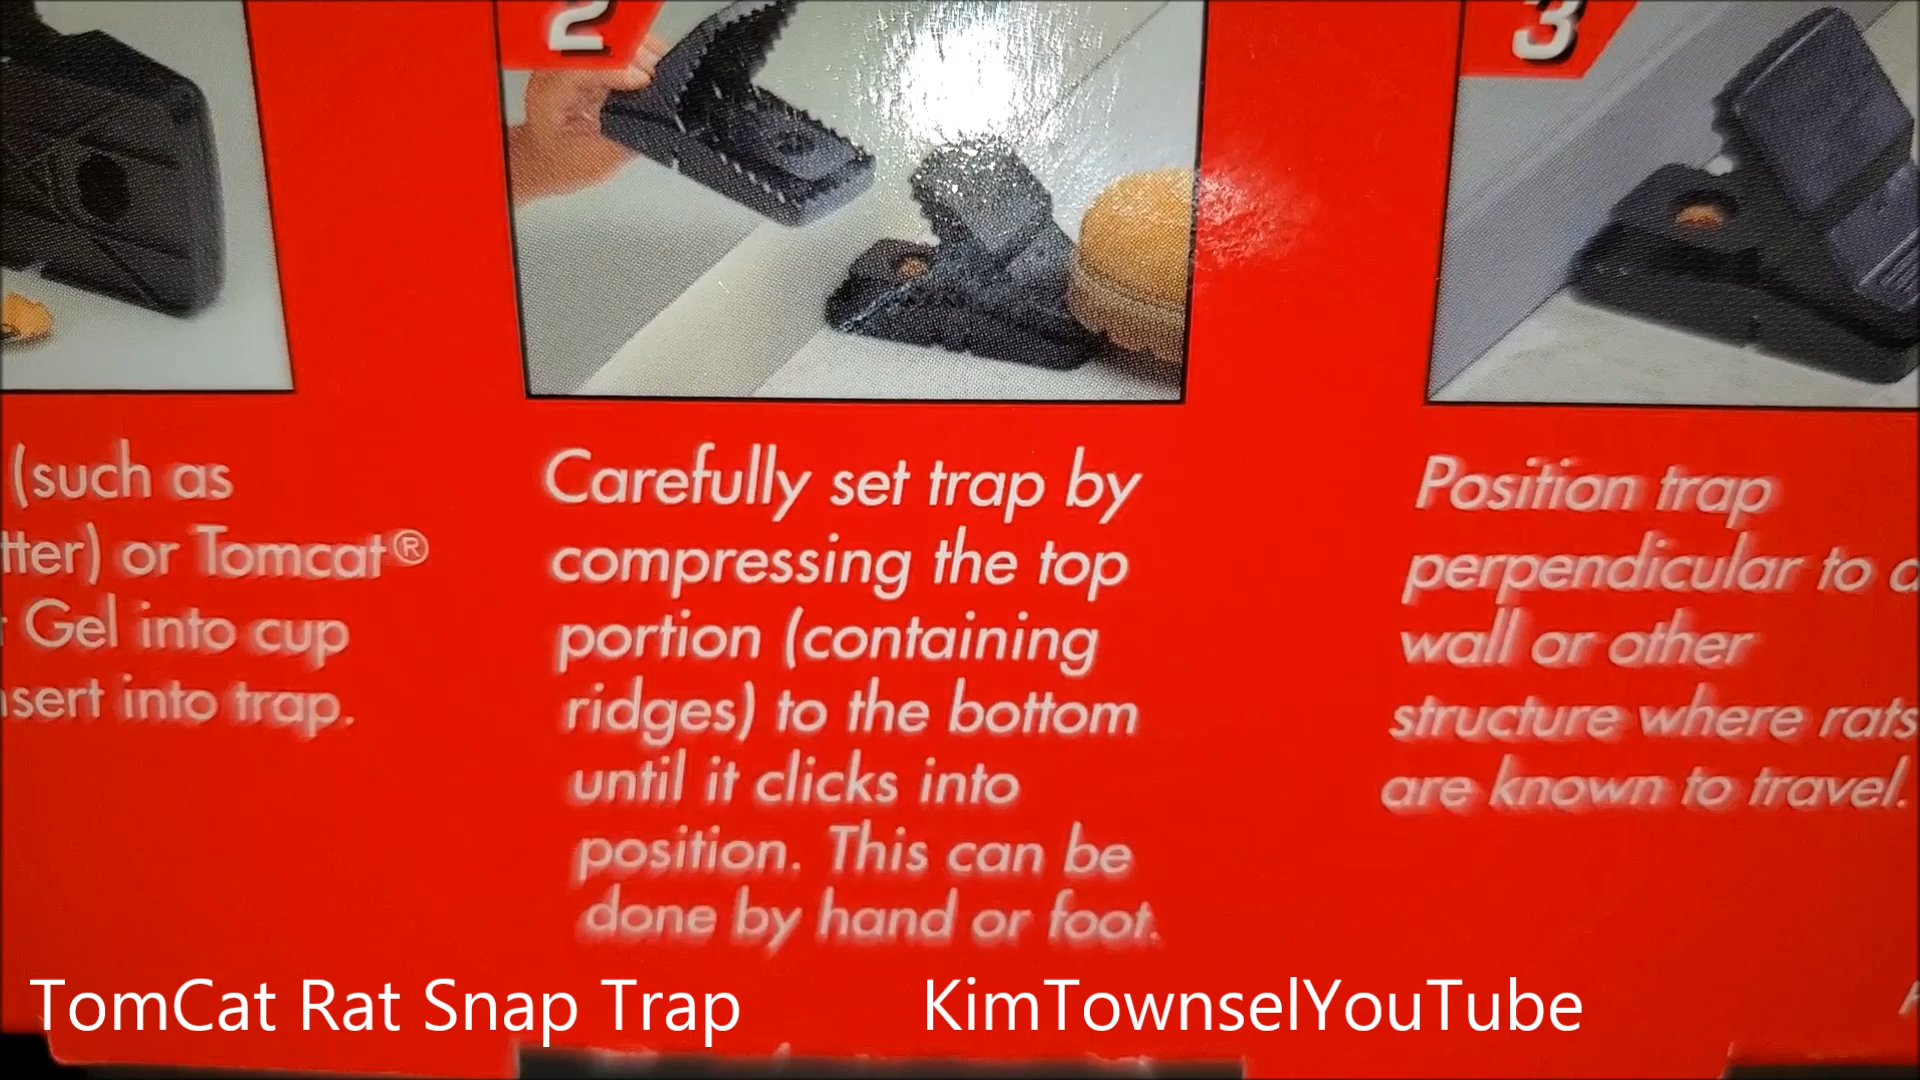 2
3
(such as
tter) or Tomcat®
Gel into cup
nsert into trap.
Carefully set trap by
compressing the top
portion (containing
ridges) to the bottom
until it clicks into
position. This can be
done by hand or foot.
Position trap
perpendicular to a
wall or other
structure where rats
are known to travel.
TomCat Rat Snap Trap
KimTownselYouTube